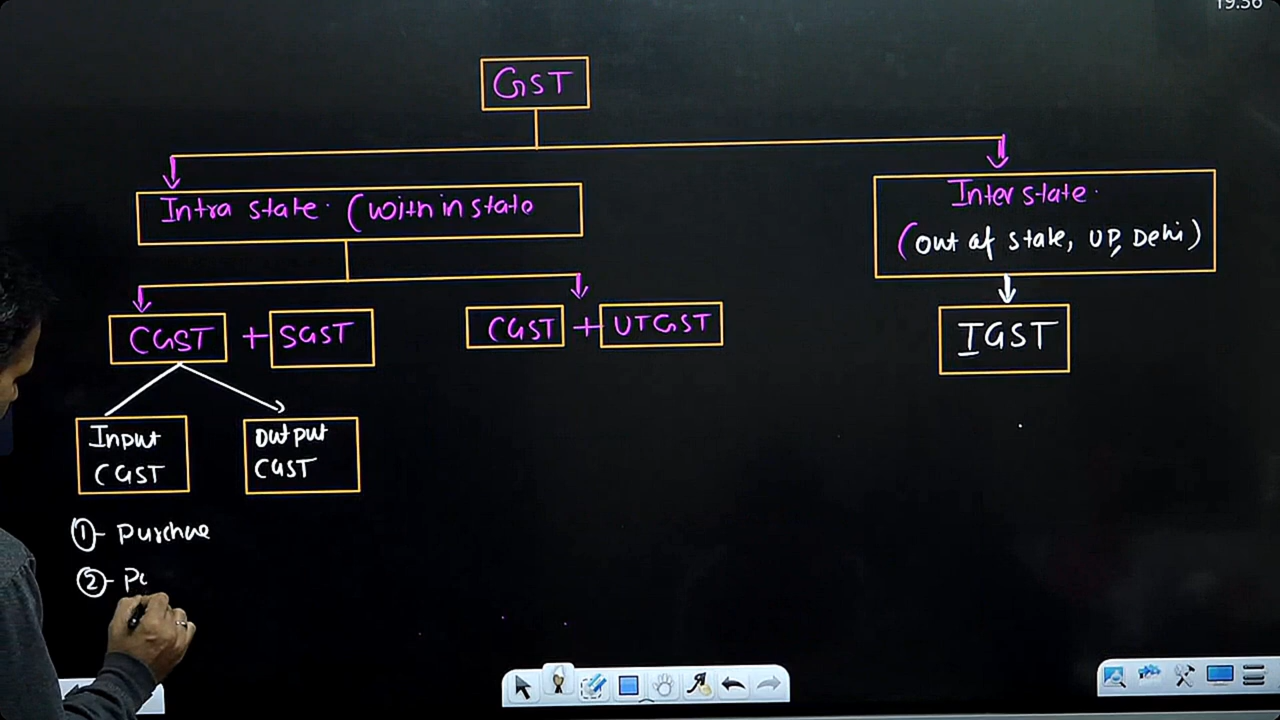 19:36
GST
Intra state. (with in state
Inter state.
(out of state, UP, Delhi)
CGST + SGST
CGST + UTGST
IGST
Input
CGST
Output
CGST
①- Purchae
②- Pu